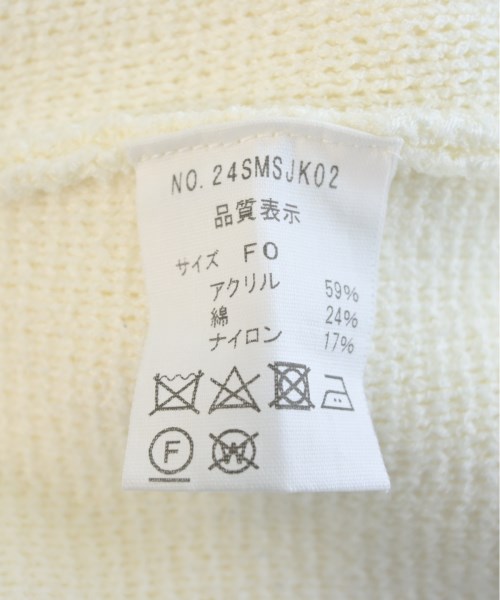 NO. 24SMSJK02
品質表示
サイズ FO
アクリル 59%
綿 24%
ナイロン 17%
F W